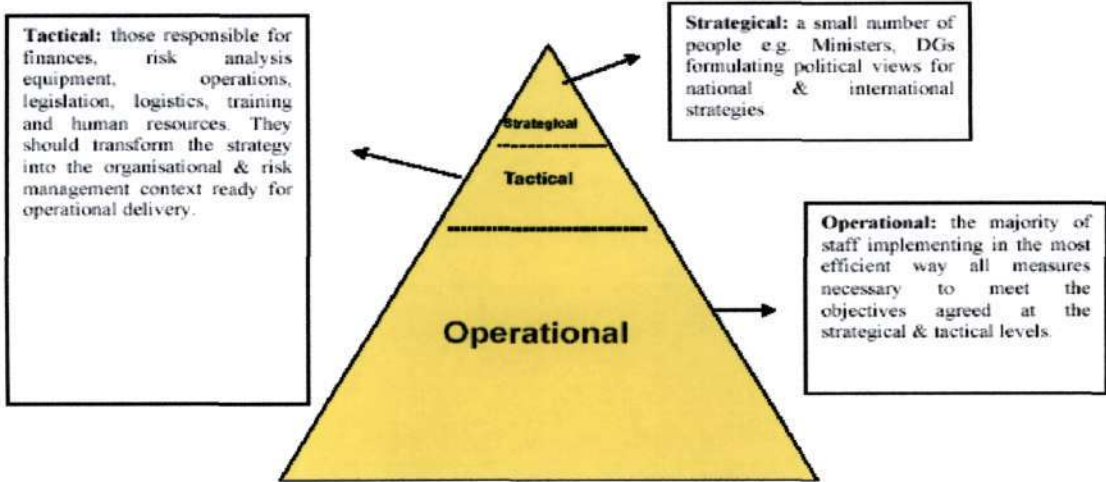 Tactical: those responsible for
finances, risk analysis
equipment, operations,
legislation, logistics, training
and human resources. They
should transform the strategy
into the organisational & risk
management context ready for
operational delivery.
Strategical: a small number of
people e.g. Ministers, DGs
formulating political views for
national & international
strategies
Strategical
Tactical
Operational
Operational: the majority of
staff implementing in the most
efficient way all measures
necessary to meet the
objectives agreed at the
strategical & tactical levels.